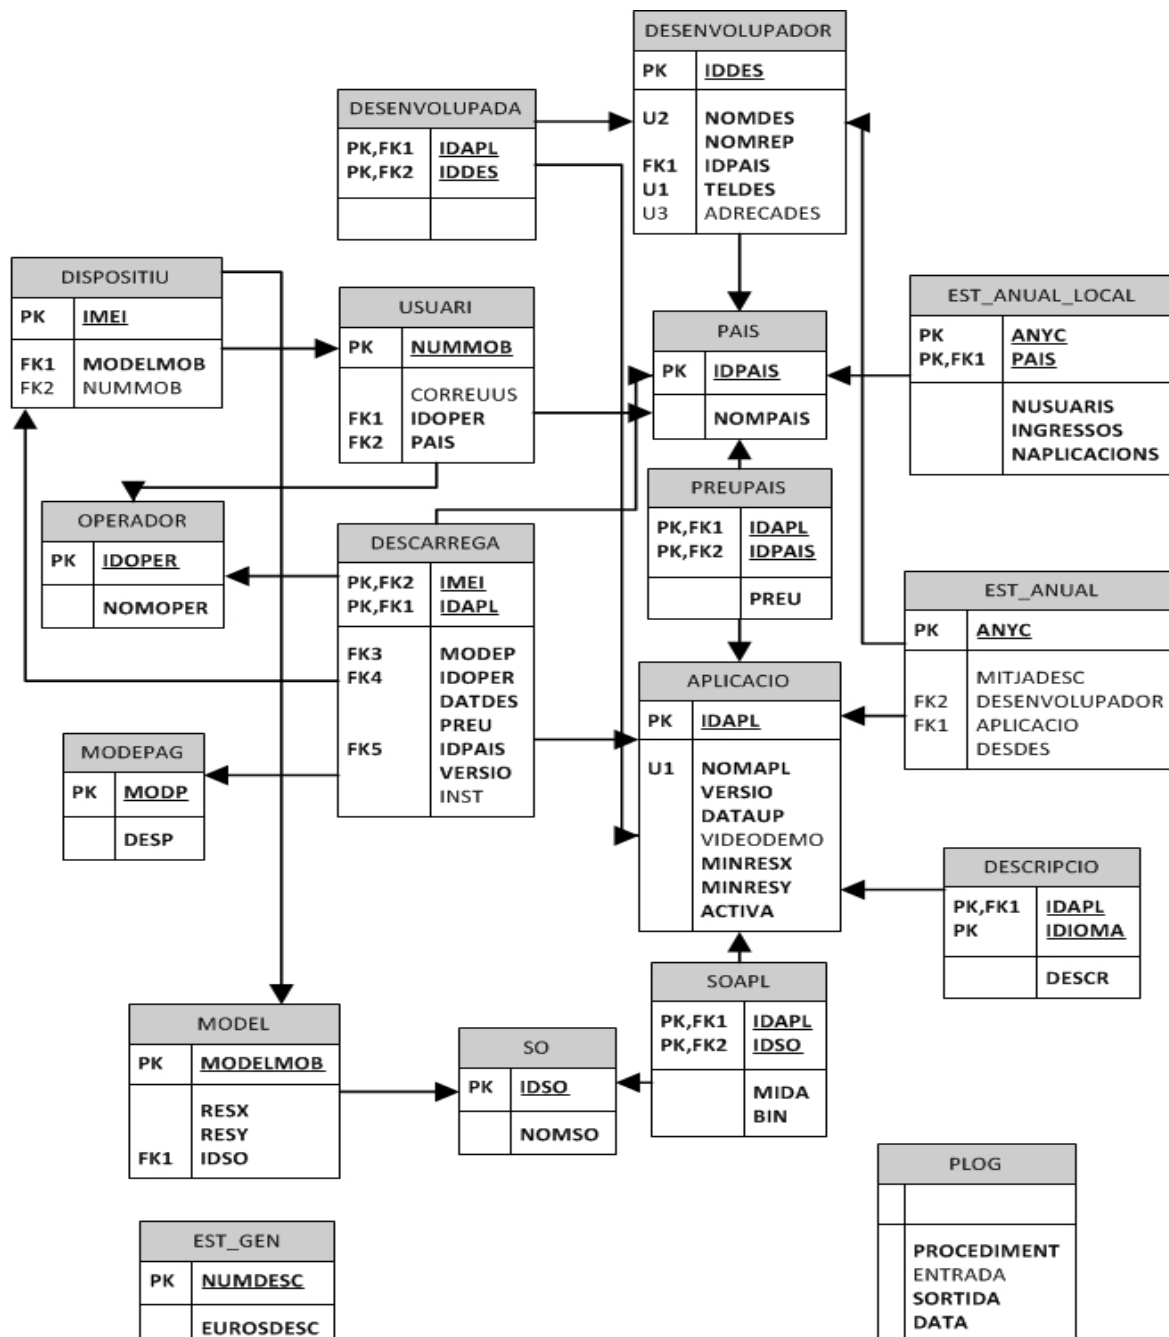 DESENVOLUPADOR
PK IDDES
U2 NOMDES
NOMREP
FK1 IDPAIS
U1 TELDES
U3 ADRECADES
DESENVOLUPADA
PK,FK1 IDAPL
PK,FK2 IDDES
DISPOSITIU
PK IMEI
FK1 MODELMOB
FK2 NUMMOB
USUARI
PK NUMMOB
CORREUUS
FK1 IDOPER
FK2 PAIS
PAIS
PK IDPAIS
NOMPAIS
EST_ANUAL_LOCAL
PK ANYC
PK,FK1 PAIS
NUSUARIS
INGRESSOS
NAPLICACIONS
OPERADOR
PK IDOPER
NOMOPER
DESCARREGA
PK,FK2 IMEI
PK,FK1 IDAPL
FK3 MODEP
FK4 IDOPER
DATDES
PREU
FK5 IDPAIS
VERSIO
INST
PREUPAIS
PK,FK1 IDAPL
PK,FK2 IDPAIS
PREU
EST_ANUAL
PK ANYC
MITJADESC
FK2 DESENVOLUPADOR
FK1 APLICACIO
DESDES
MODEPAG
PK MODP
DESP
APLICACIO
PK IDAPL
U1 NOMAPL
VERSIO
DATAUP
VIDEODEMO
MINRESX
MINRESY
ACTIVA
DESCRIPCIO
PK,FK1 IDAPL
PK IDIOMA
DESCR
MODEL
PK MODELMOB
RESX
RESY
FK1 IDSO
SO
PK IDSO
NOMSO
SOAPL
PK,FK1 IDAPL
PK,FK2 IDSO
MIDA
BIN
EST_GEN
PK NUMDESC
EUROSDESC
PLOG
PROCEDIMENT
ENTRADA
SORTIDA
DATA